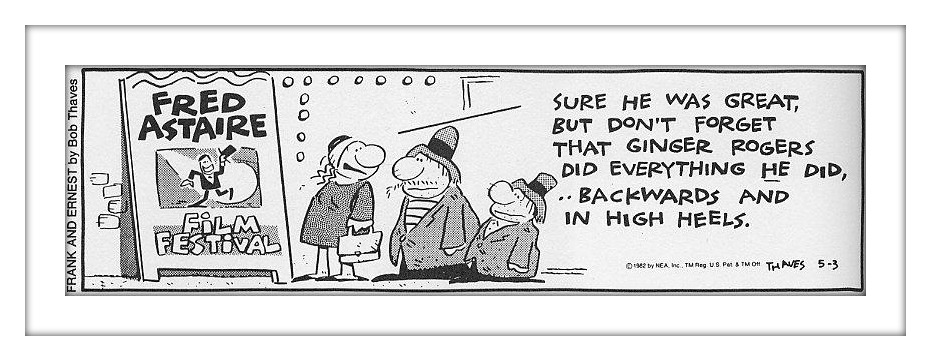 FRANK AND ERNEST by Bob Thaves
FRED
ASTAIRE
FILM
FESTIVAL
SURE HE WAS GREAT,
BUT DON'T FORGET
THAT GINGER ROGERS
DID EVERYTHING HE DID,
..BACKWARDS AND
IN HIGH HEELS.
©1982 by NEA, Inc., TM Reg. U.S. Pat. & TM Off. THAVES 5-3